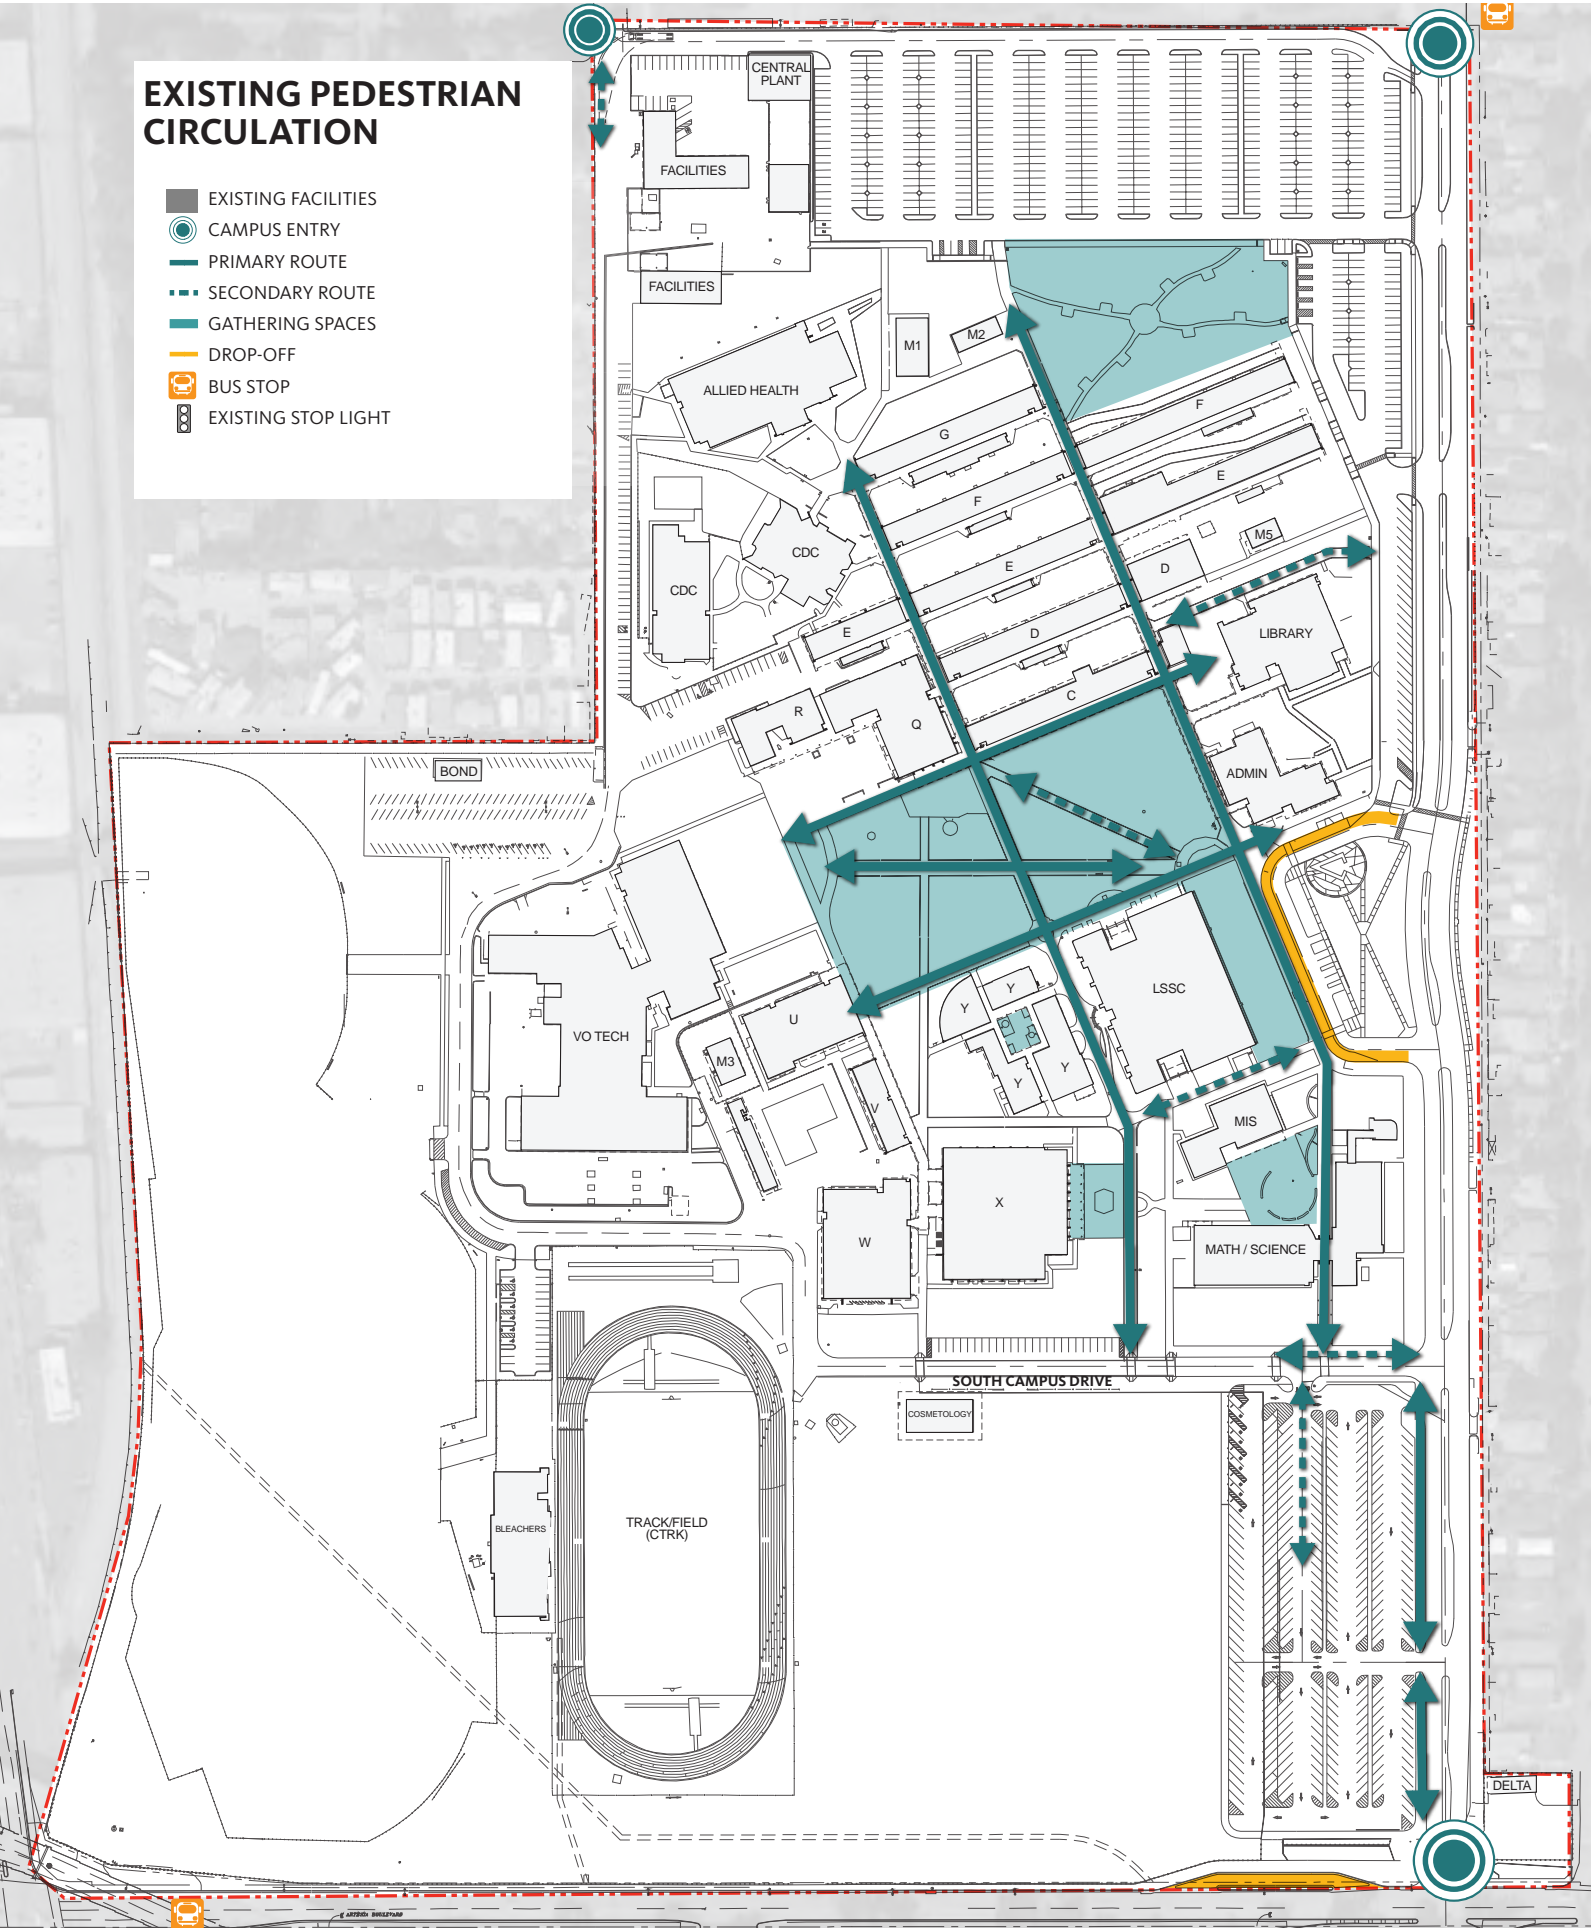 EXISTING PEDESTRIAN
CIRCULATION
EXISTING FACILITIES
CAMPUS ENTRY
PRIMARY ROUTE
SECONDARY ROUTE
GATHERING SPACES
DROP-OFF
BUS STOP
EXISTING STOP LIGHT
CENTRAL
PLANT
FACILITIES
FACILITIES
M1
M2
ALLIED HEALTH
G
F
F
E
CDC
CDC
E
M5
D
E
D
LIBRARY
C
R
Q
ADMIN
BOND
VO TECH
U
M3
V
Y
Y
Y
Y
LSSC
MIS
X
W
MATH / SCIENCE
SOUTH CAMPUS DRIVE
COSMETOLOGY
BLEACHERS
TRACK/FIELD
(CTRK)
DELTA
ARTESIA BOULEVARD